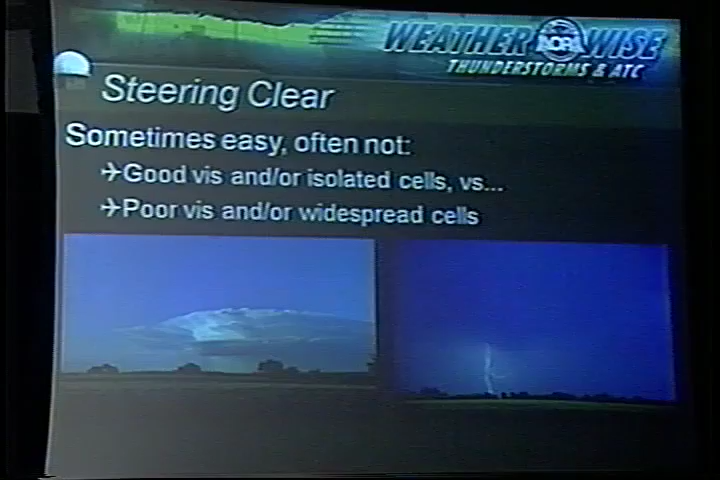 WEATHER AOPA WISE
THUNDERSTORMS & ATC
Steering Clear
Sometimes easy, often not:
Good vis and/or isolated cells, vs...
Poor vis and/or widespread cells